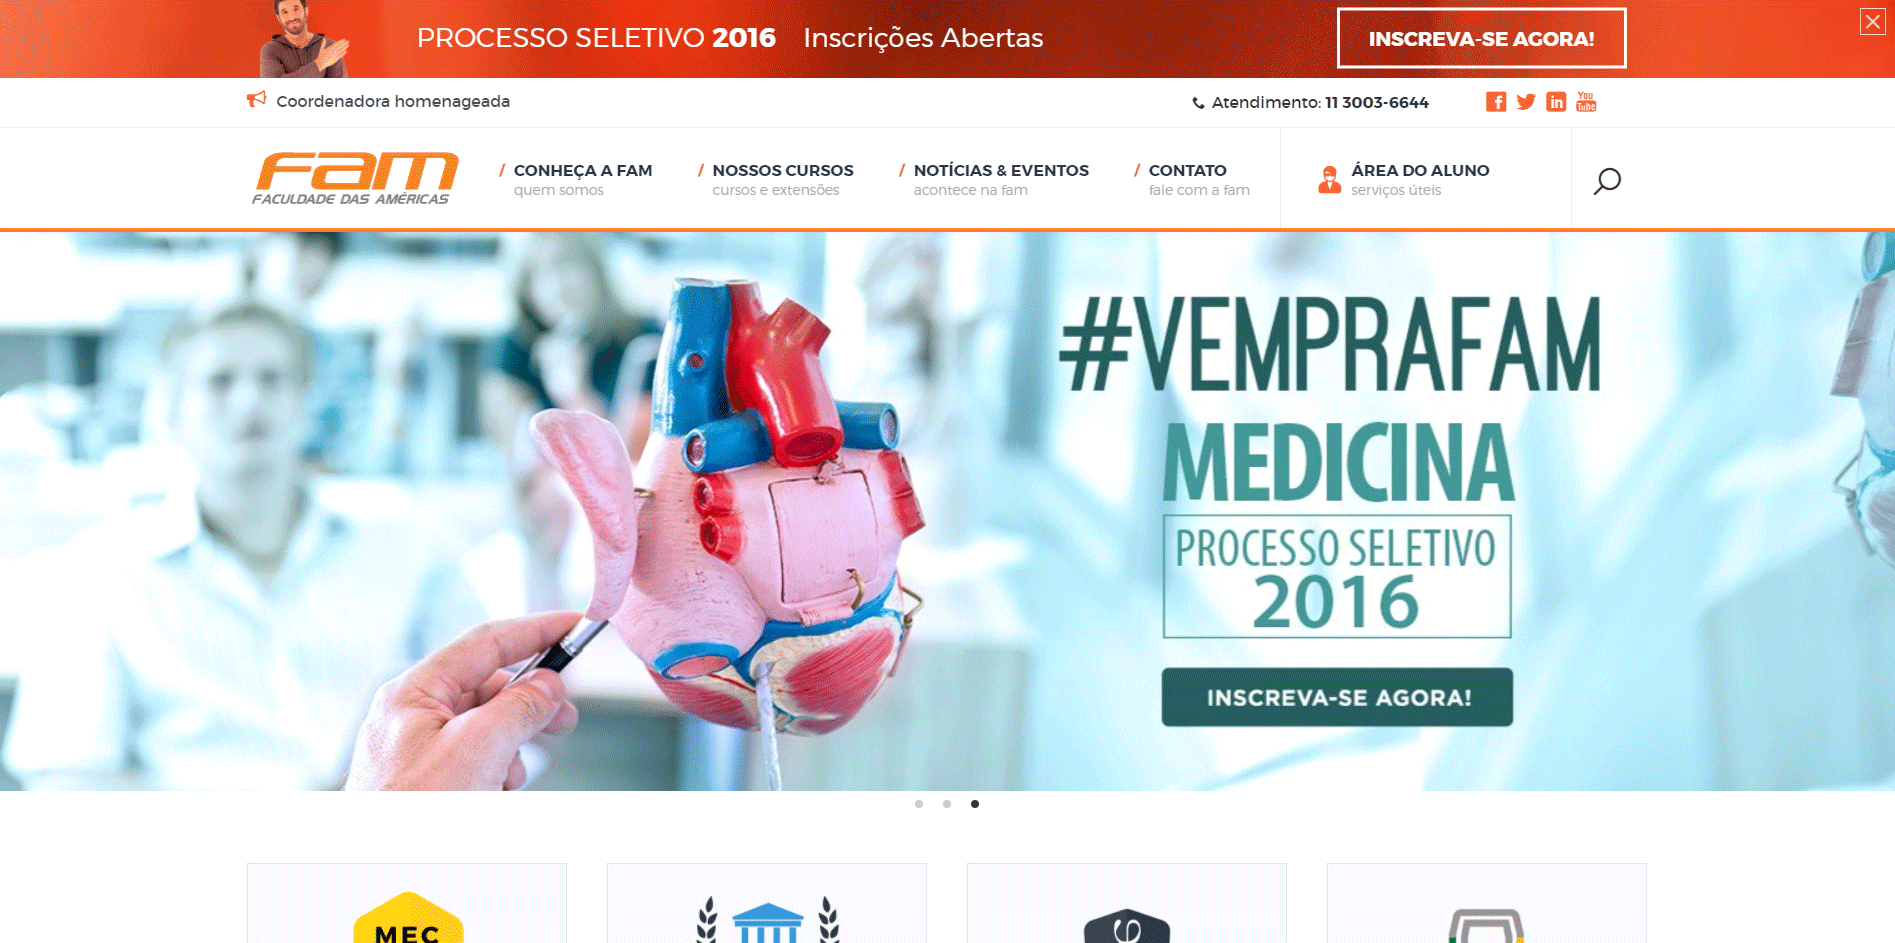 PROCESSO SELETIVO 2016 Inscrições Abertas
INSCREVA-SE AGORA!
Coordenadora homenageada
Atendimento: 11 3003-6644
You
Tube
fam
FACULDADE DAS AMÉRICAS
/ CONHEÇA A FAM
quem somos
/ NOSSOS CURSOS
cursos e extensões
/ NOTÍCIAS & EVENTOS
acontece na fam
/ CONTATO
fale com a fam
ÁREA DO ALUNO
serviços úteis
#VEMPRAFAM
MEDICINA
PROCESSO SELETIVO
2016
INSCREVA-SE AGORA!
MEC